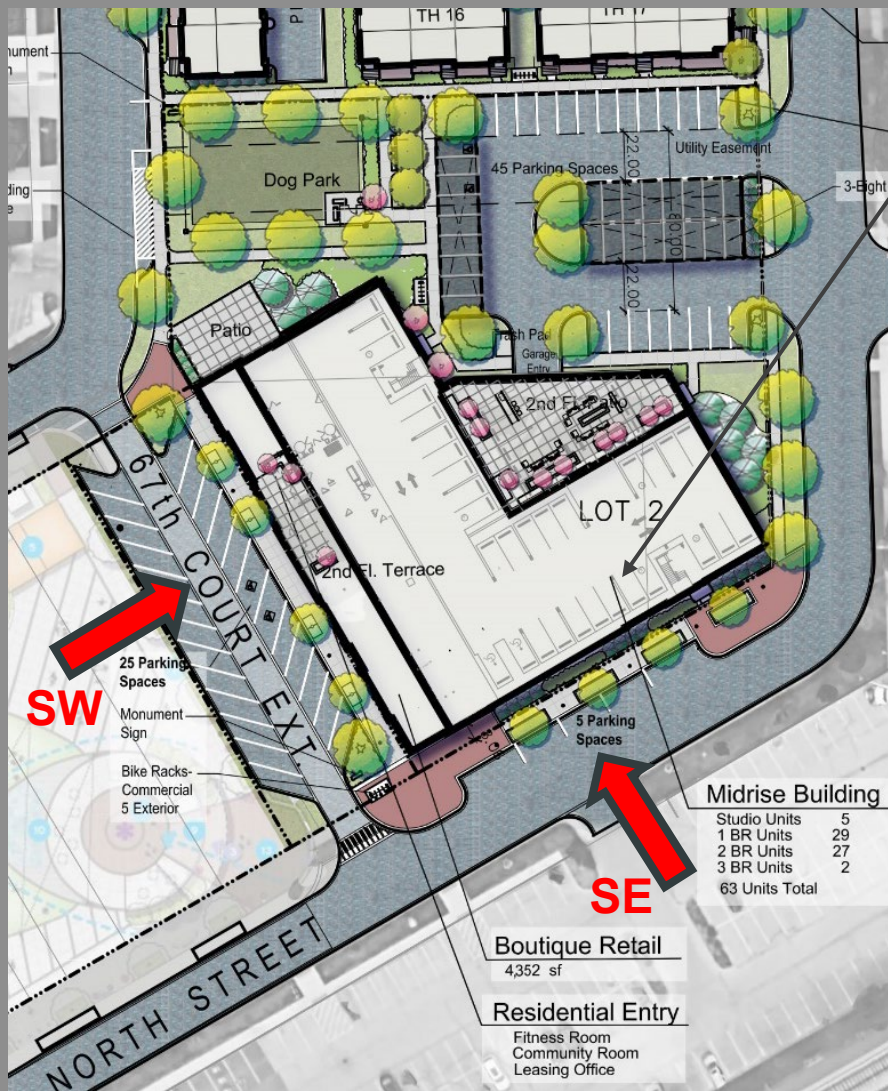 TH 16
TH 17
Utility Easement
45 Parking Spaces
22.00
60.00
22.00
3-Eight
Dog Park
Patio
Trash Pad
Garage
Entry
2nd Fl. Patio
LOT 2
2nd Fl. Terrace
67th COURT EXT.
25 Parking
Spaces
SW
Monument
Sign
Bike Racks-
Commercial
5 Exterior
5 Parking
Spaces
SE
Midrise Building
Studio Units 5
1 BR Units 29
2 BR Units 27
3 BR Units 2
63 Units Total
Boutique Retail
4,352 sf
Residential Entry
Fitness Room
Community Room
Leasing Office
NORTH STREET